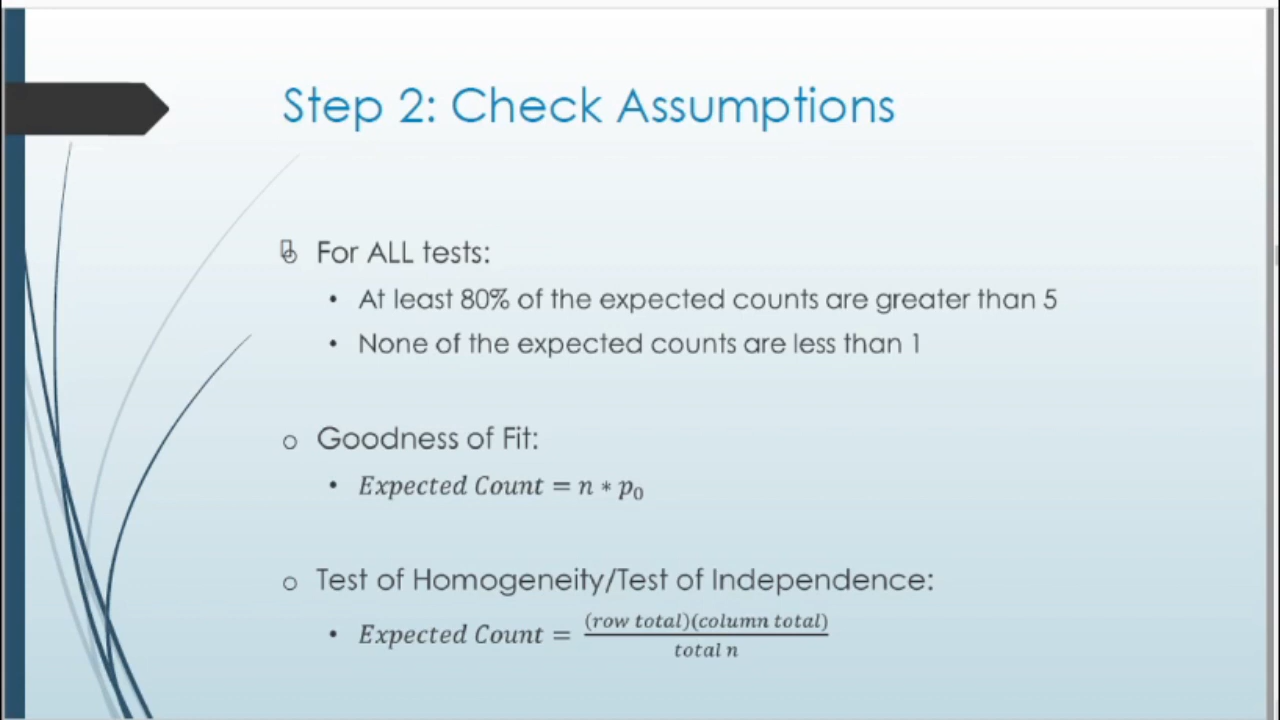 Step 2: Check Assumptions
For ALL tests:
• At least 80% of the expected counts are greater than 5
• None of the expected counts are less than 1
o Goodness of Fit:
• Expected Count = n * p₀
o Test of Homogeneity/Test of Independence:
• Expected Count = (row total)(column total) / total n